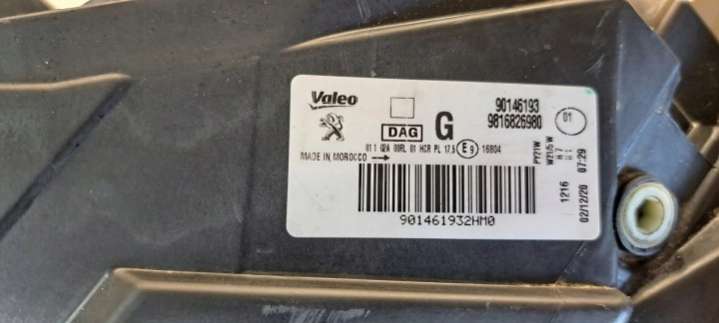 Valeo
90146193
9816826980
01
DAG
G
01 1 02A 00RL 01 HCR PL 17.5 E9 16804
MADE IN MOROCCO
901461932HM0
PY21W
W21/5W
H7
1216
02/12/20 07:29